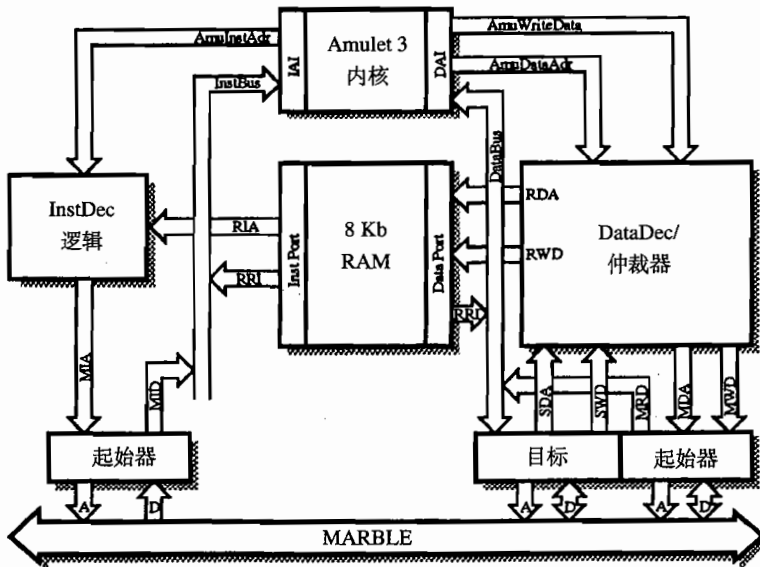 AmuInstAdr
InstBus
IAI
Amulet 3
内核
DAI
AmuWriteData
AmuDataAdr
DataBus
InstDec
逻辑
RIA
RRI
Inst Port
8 Kb
RAM
Data Port
RRI
RDA
RWD
DataDec/
仲裁器
MIA
MID
SDA
SWD
MRD
MDA
MWD
起始器
目标
起始器
A
D
A
D
A
D
MARBLE